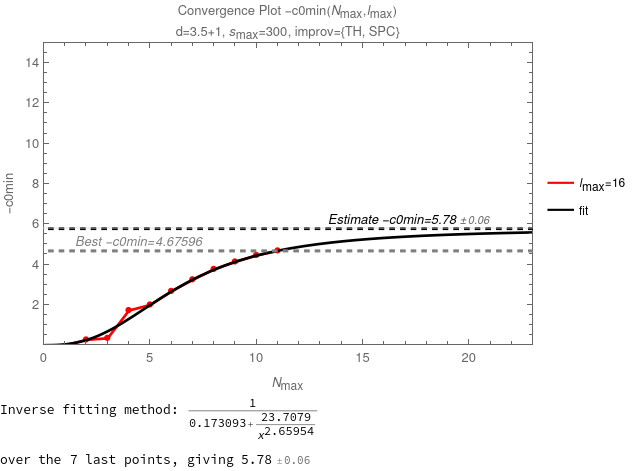 Convergence Plot −c0min(Nmax,lmax)
d=3.5+1, smax=300, improv={TH, SPC}
−c0min
14
12
10
8
6
4
2
Estimate −c0min=5.78 ±0.06
Best −c0min=4.67596
0 5 10 15 20
Nmax
lmax=16
fit
Inverse fitting method: 1/(0.173093+23.7079/x^2.65954)
over the 7 last points, giving 5.78 ±0.06